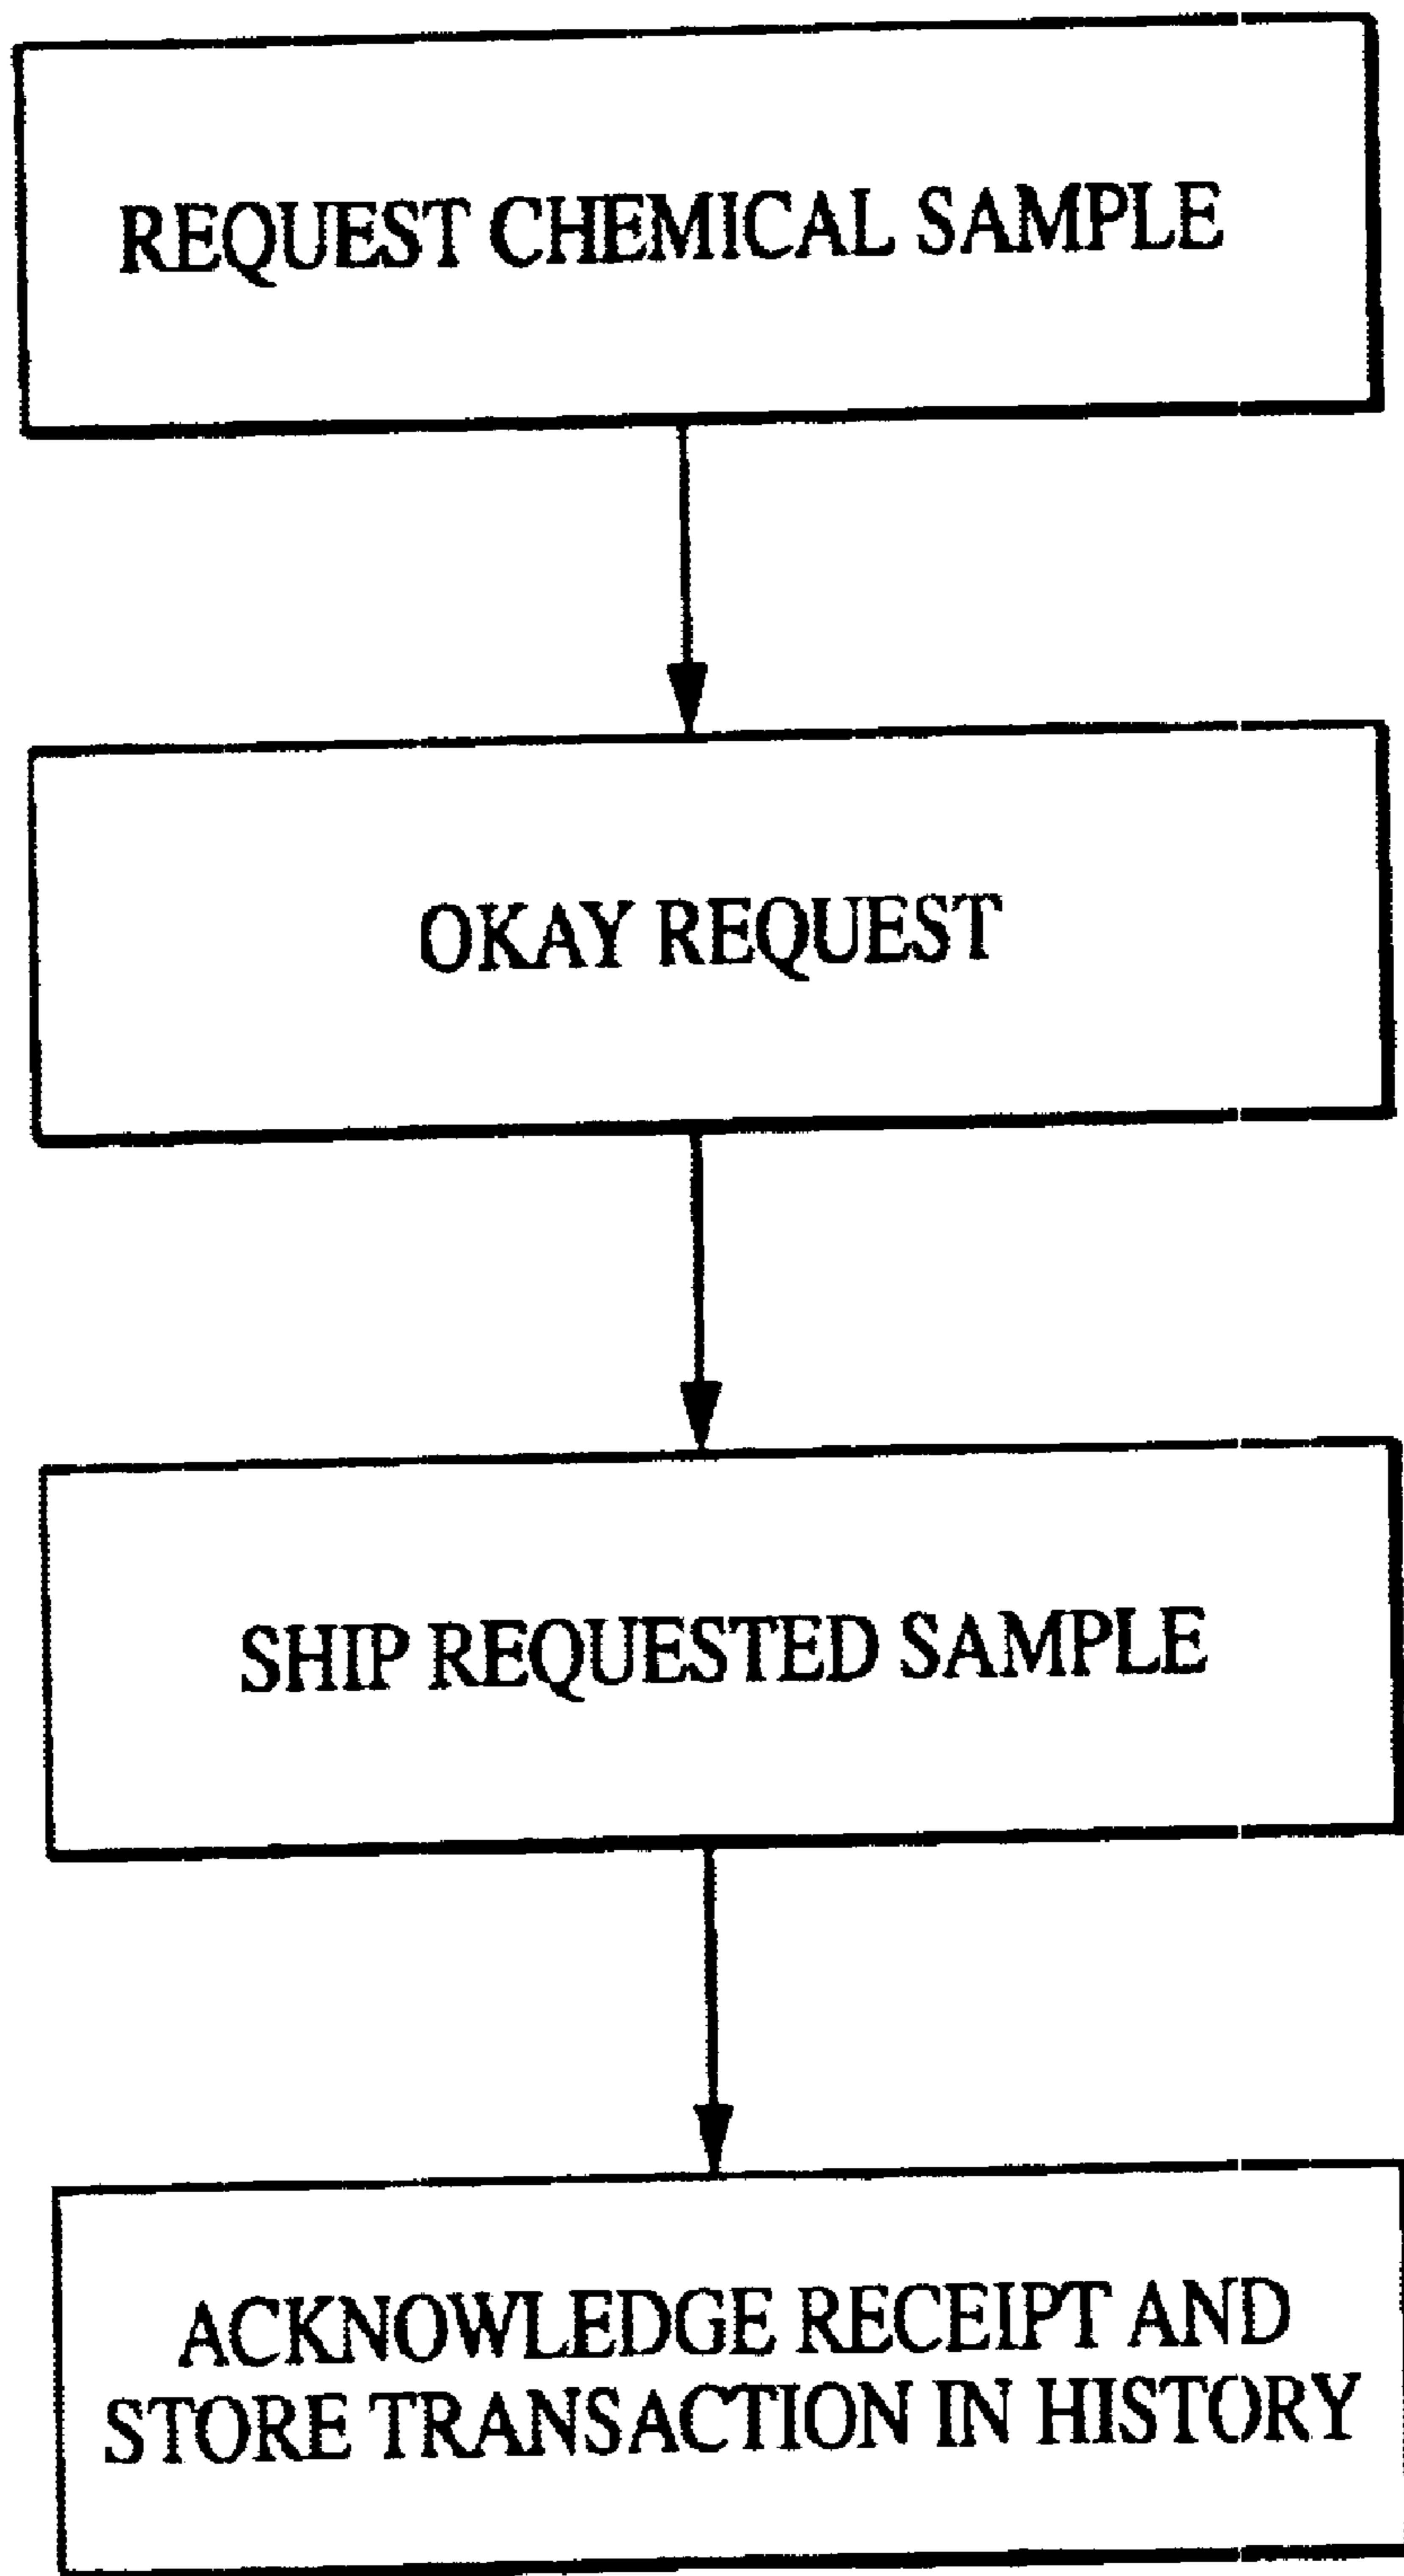 REQUEST CHEMICAL SAMPLE
OKAY REQUEST
SHIP REQUESTED SAMPLE
ACKNOWLEDGE RECEIPT AND
STORE TRANSACTION IN HISTORY